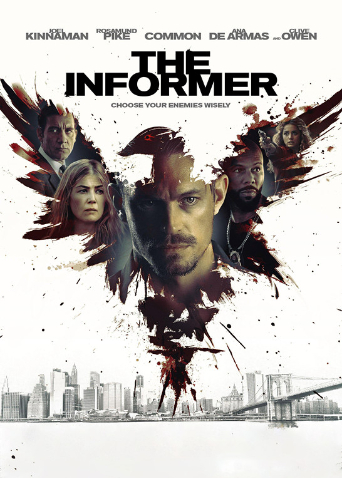 JOEL KINNAMAN ROSAMUND PIKE COMMON ANA DE ARMAS AND CLIVE OWEN
THE
INFORMER
CHOOSE YOUR ENEMIES WISELY